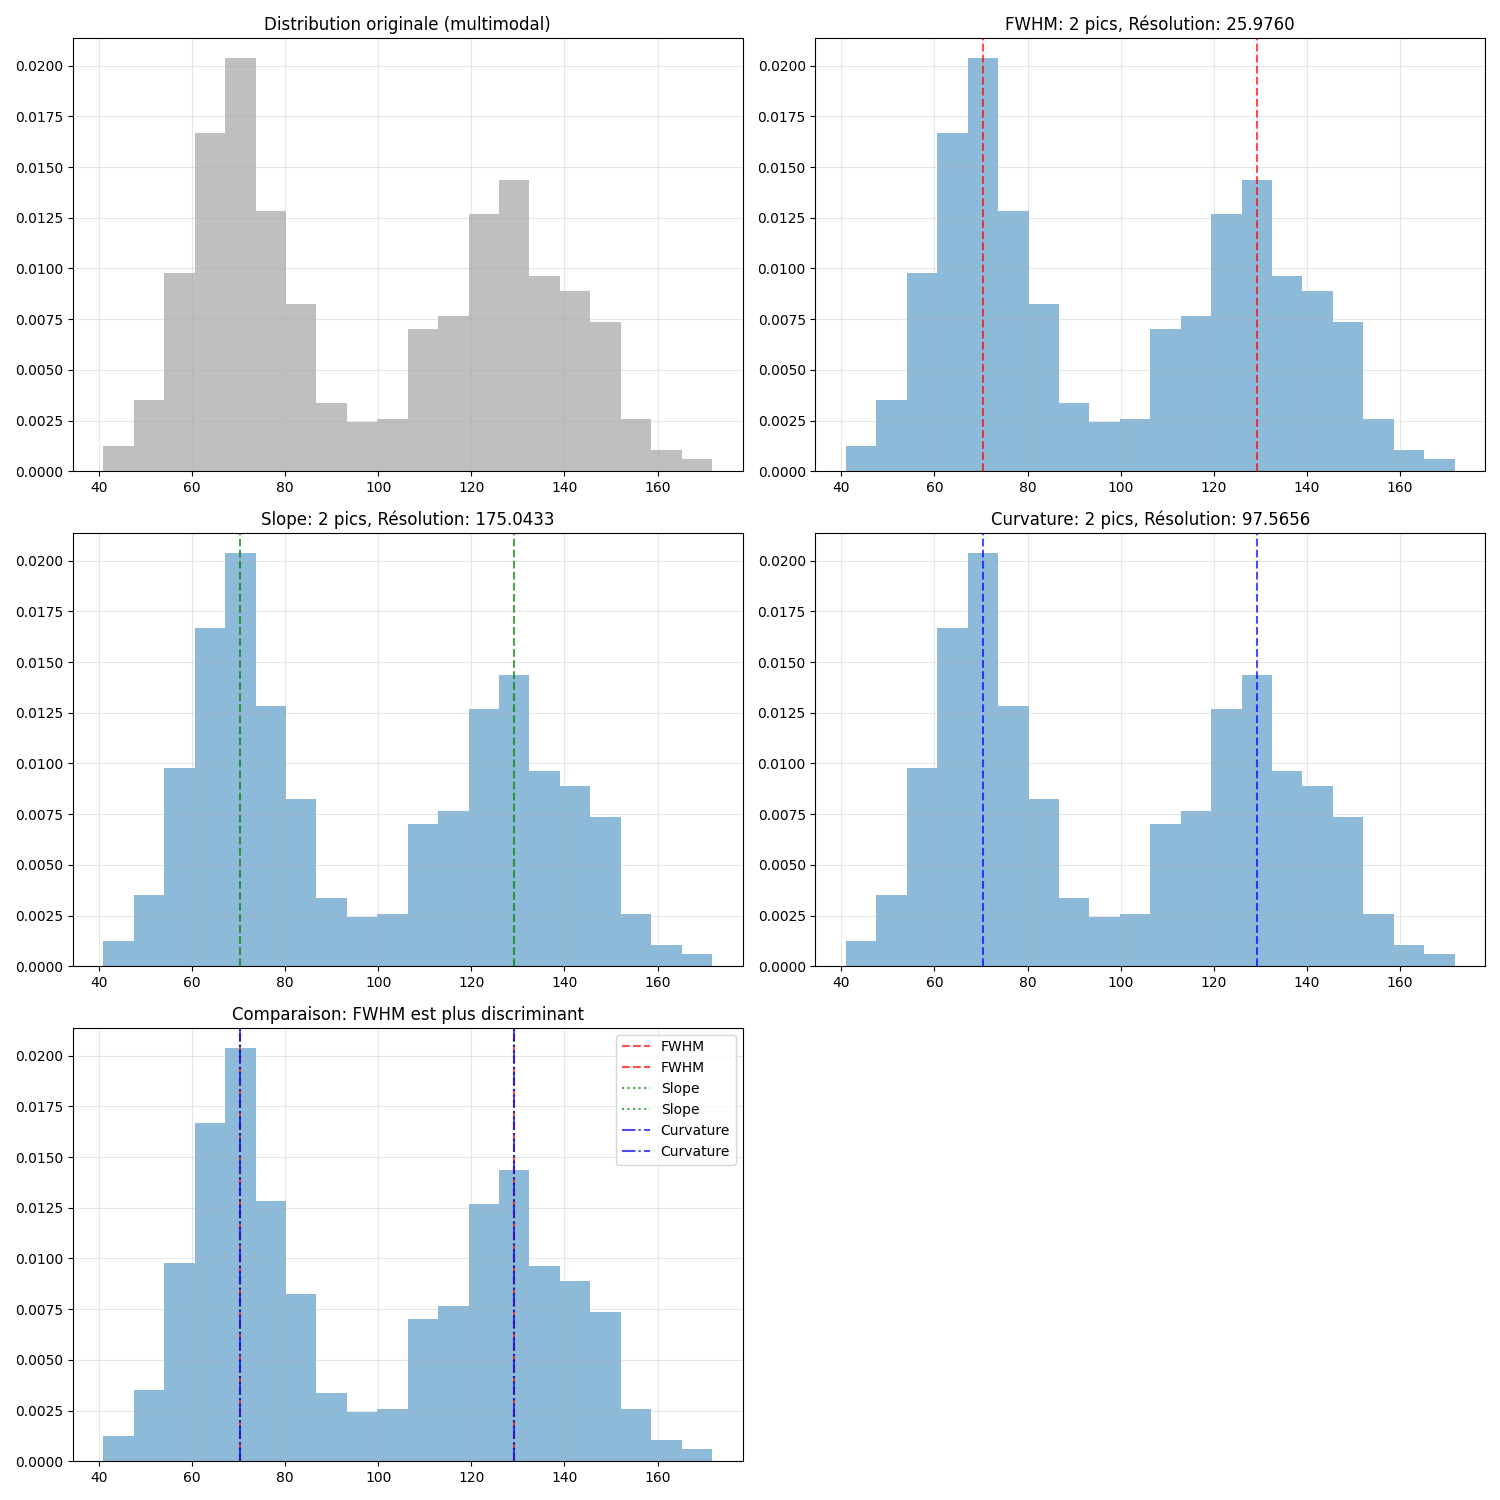 Distribution originale (multimodal)
0.0200
0.0175
0.0150
0.0125
0.0100
0.0075
0.0050
0.0025
0.0000
40 60 80 100 120 140 160
FWHM: 2 pics, Résolution: 25.9760
0.0200
0.0175
0.0150
0.0125
0.0100
0.0075
0.0050
0.0025
0.0000
40 60 80 100 120 140 160
Slope: 2 pics, Résolution: 175.0433
0.0200
0.0175
0.0150
0.0125
0.0100
0.0075
0.0050
0.0025
0.0000
40 60 80 100 120 140 160
Curvature: 2 pics, Résolution: 97.5656
0.0200
0.0175
0.0150
0.0125
0.0100
0.0075
0.0050
0.0025
0.0000
40 60 80 100 120 140 160
Comparaison: FWHM est plus discriminant
0.0200
0.0175
0.0150
0.0125
0.0100
0.0075
0.0050
0.0025
0.0000
40 60 80 100 120 140 160
FWHM
FWHM
Slope
Slope
Curvature
Curvature